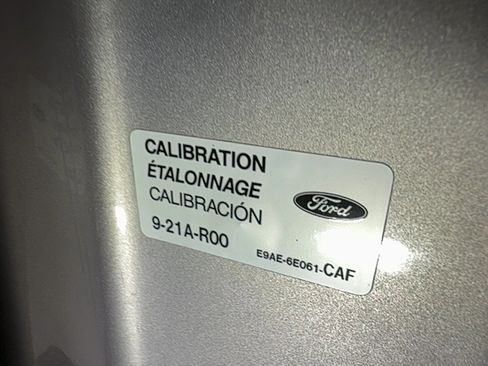 CALIBRATION
ÉTALONNAGE
CALIBRACIÓN
9-21A-R00
Ford
E9AE-6E061-CAF